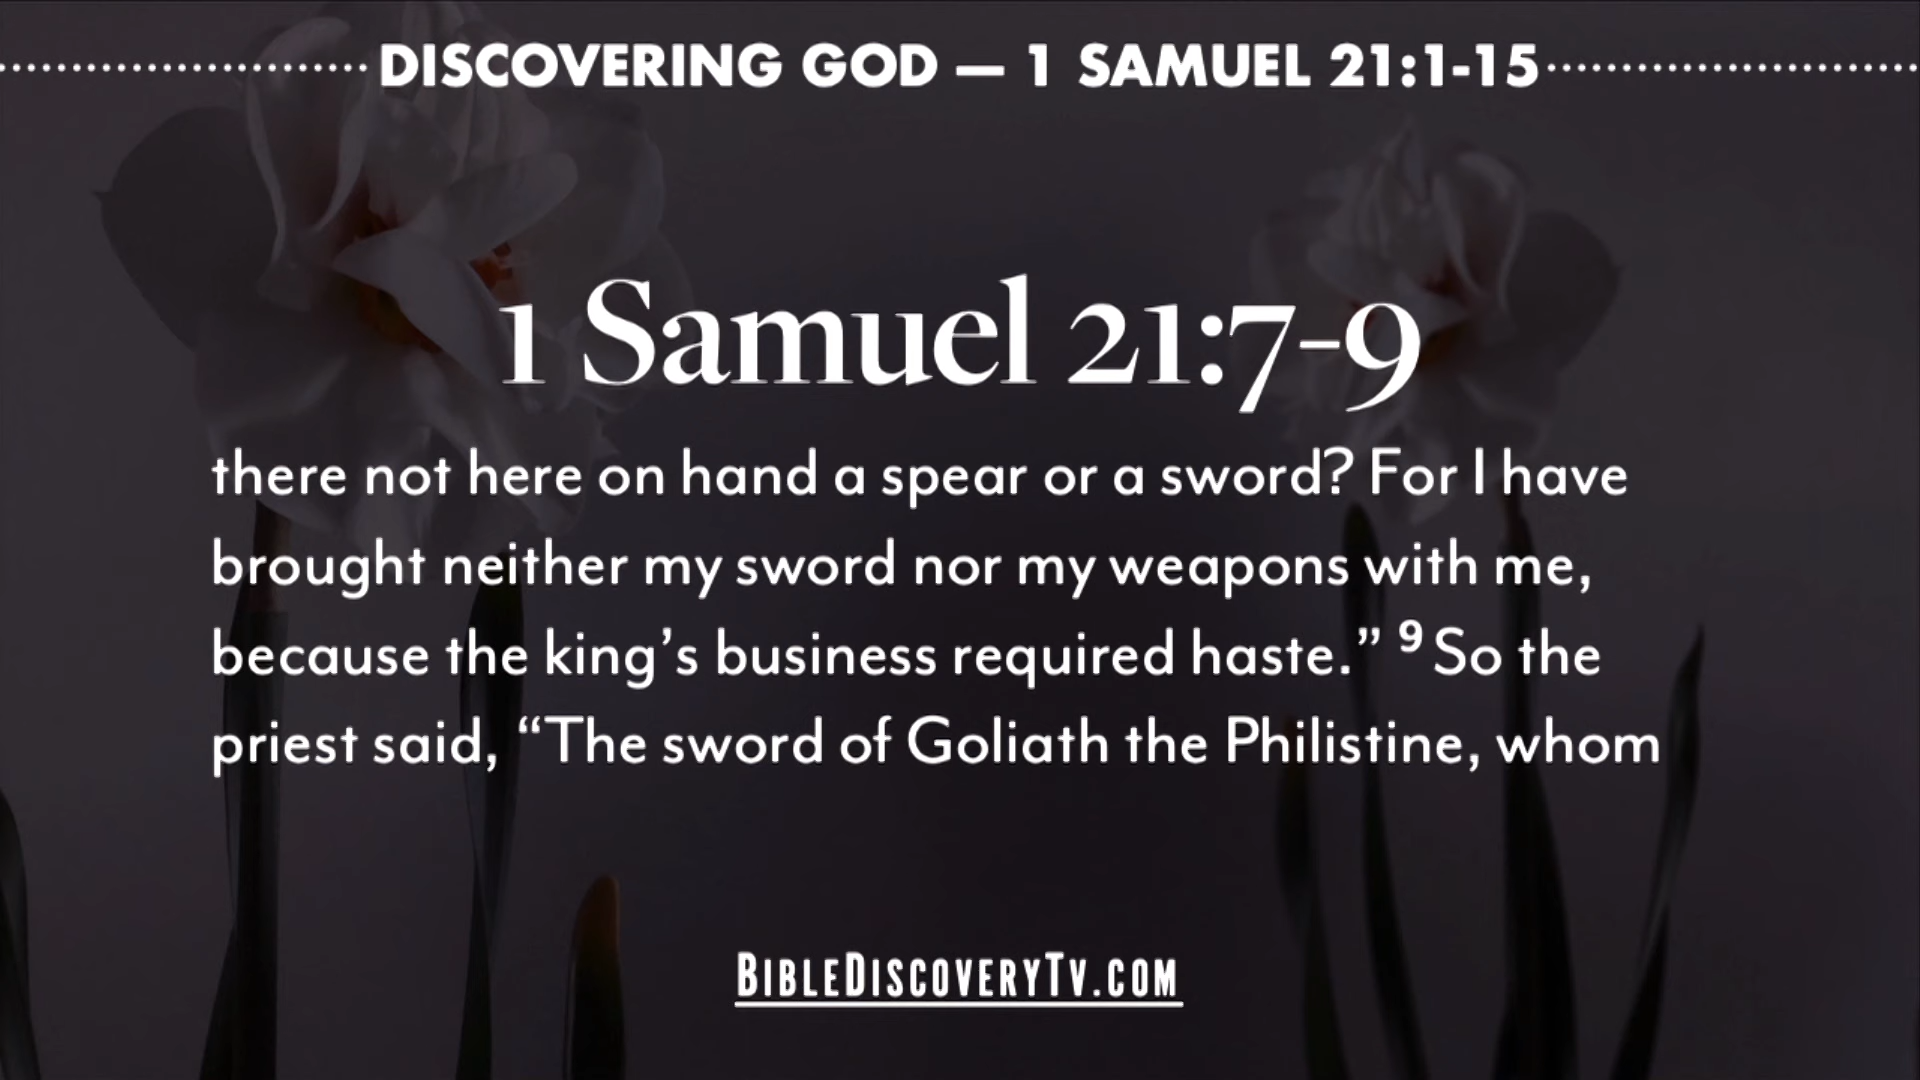 DISCOVERING GOD — 1 SAMUEL 21:1-15
1 Samuel 21:7-9
there not here on hand a spear or a sword? For I have
brought neither my sword nor my weapons with me,
because the king’s business required haste.” 9 So the
priest said, “The sword of Goliath the Philistine, whom
BIBLEDISCOVERYTV.COM